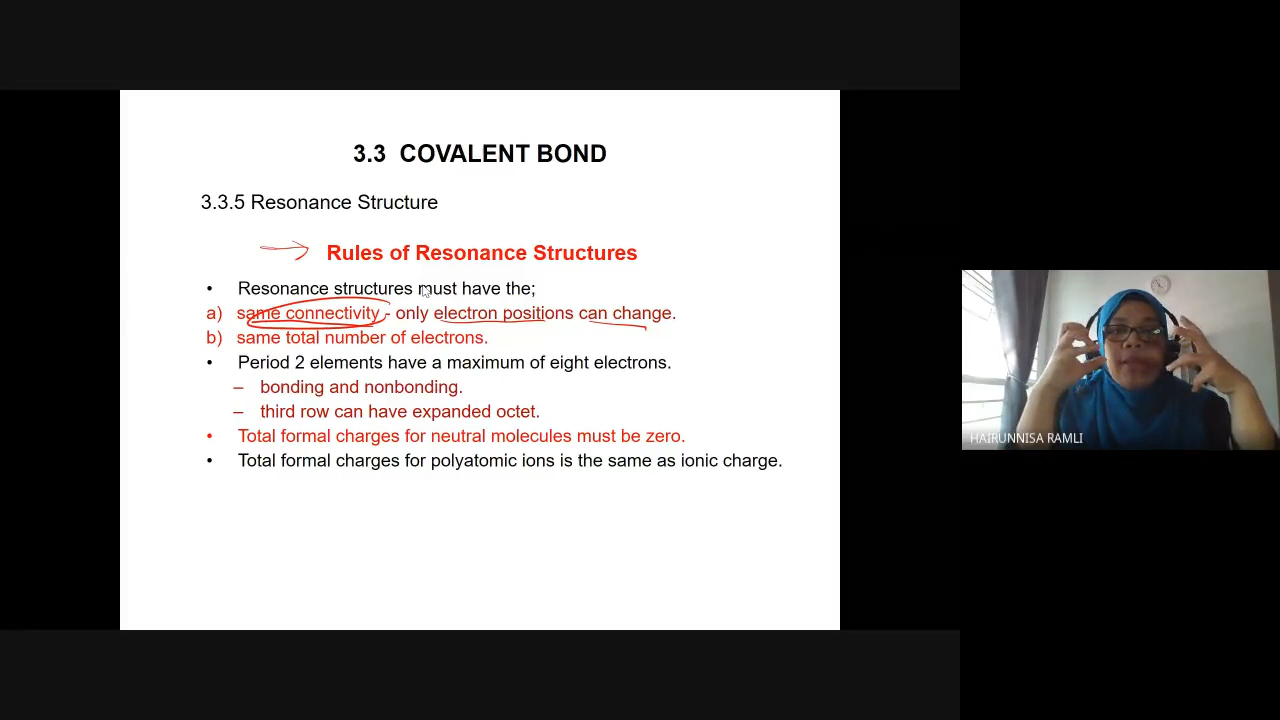 3.3 COVALENT BOND
3.3.5 Resonance Structure
Rules of Resonance Structures
• Resonance structures must have the;
a) same connectivity - only electron positions can change.
b) same total number of electrons.
• Period 2 elements have a maximum of eight electrons.
– bonding and nonbonding.
– third row can have expanded octet.
• Total formal charges for neutral molecules must be zero.
• Total formal charges for polyatomic ions is the same as ionic charge.
HAIRUNNISA RAMLI